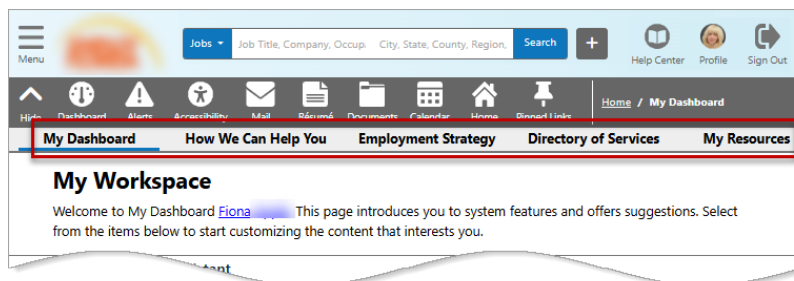 Jobs Job Title, Company, Occupa City, State, County, Region, Search +
Menu Help Center Profile Sign Out
Hide Dashboard Alerts Accessibility Mail Résumé Documents Calendar Home Pinned Links
Home / My Dashboard
My Dashboard How We Can Help You Employment Strategy Directory of Services My Resources
My Workspace
Welcome to My Dashboard Fiona This page introduces you to system features and offers suggestions. Select
from the items below to start customizing the content that interests you.